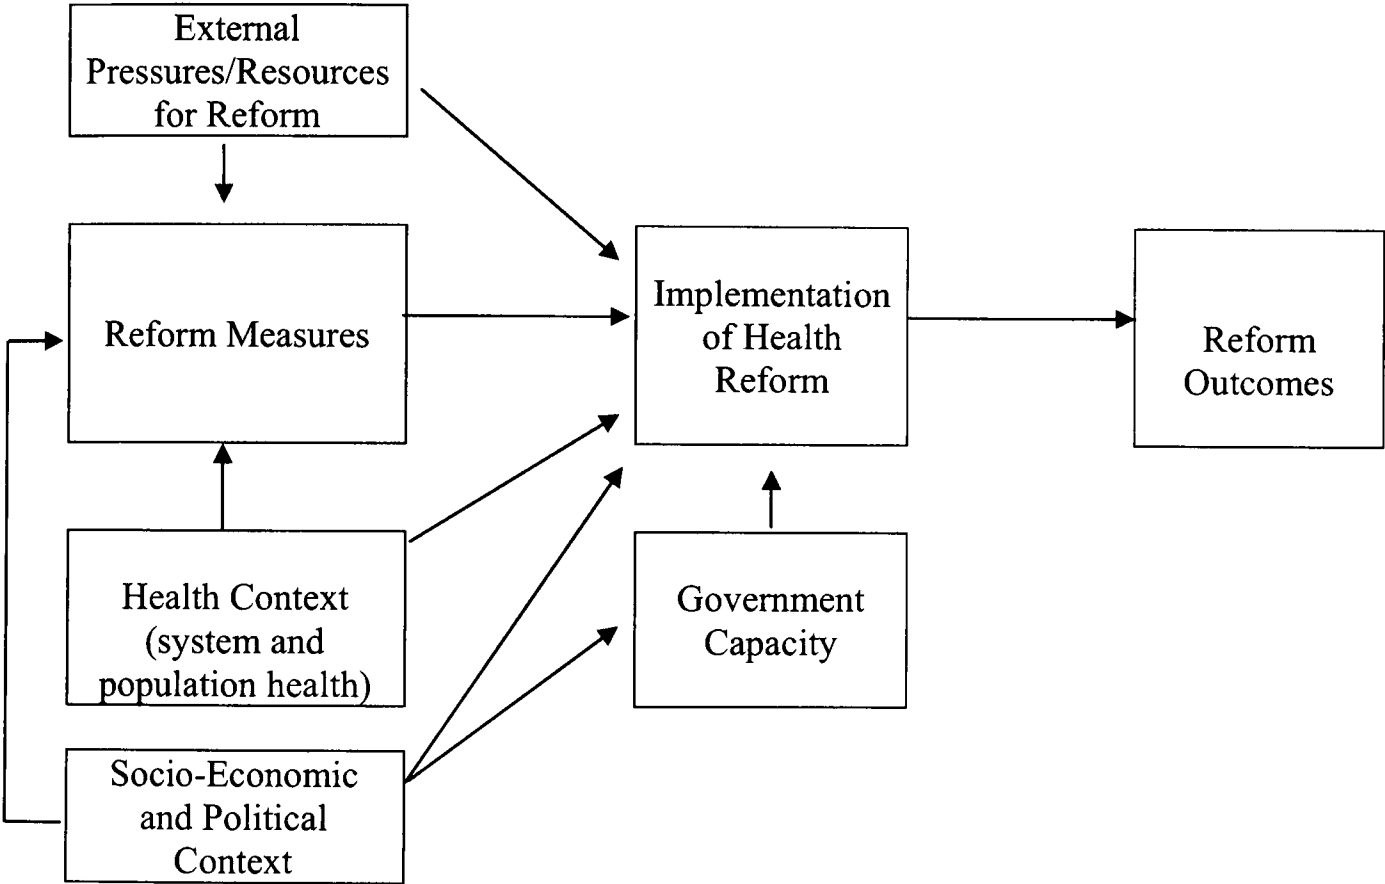 External
Pressures/Resources
for Reform
Reform Measures
Implementation
of Health
Reform
Reform
Outcomes
Health Context
(system and
population health)
Government
Capacity
Socio-Economic
and Political
Context